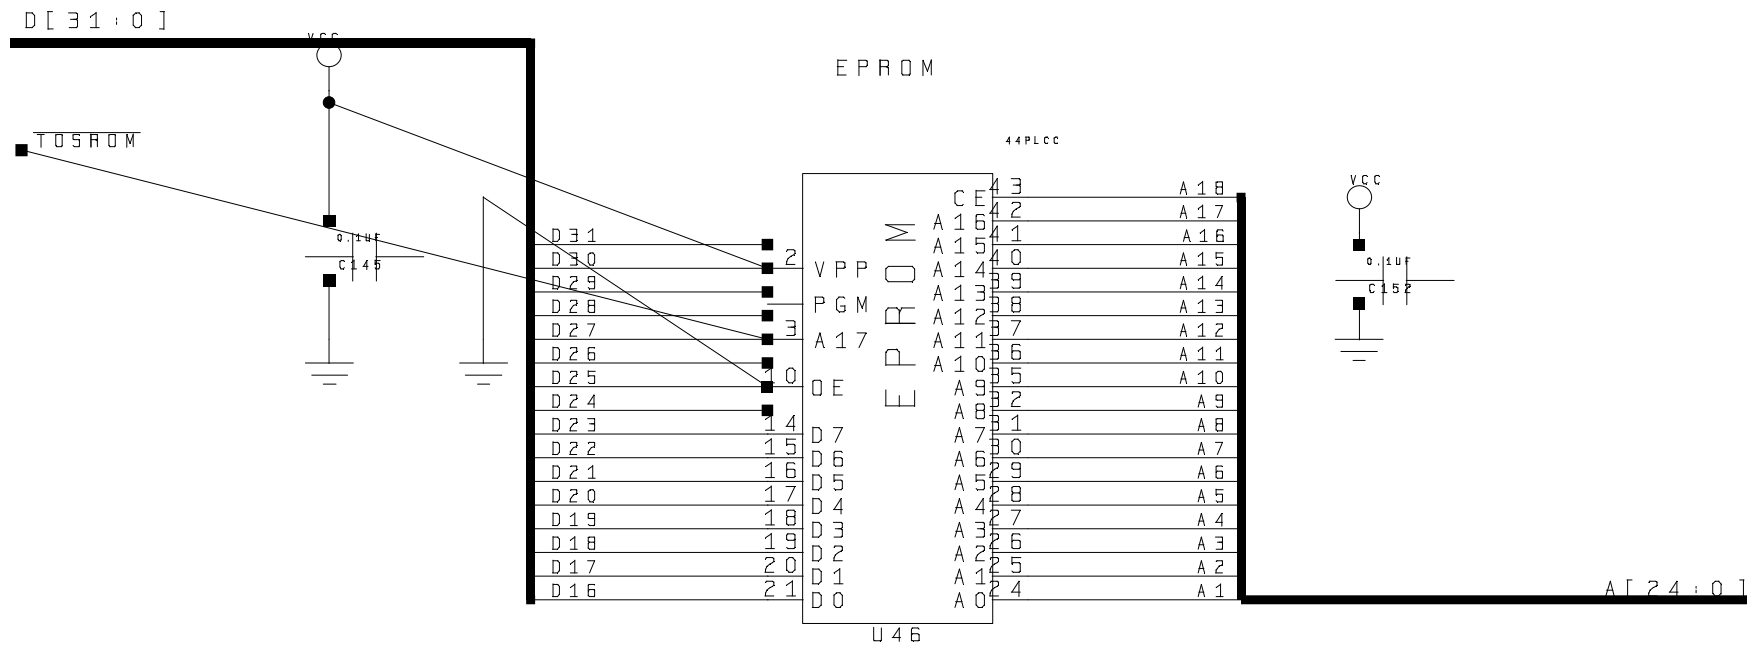 D[31:0]
VCC
EPROM
TOSROM
44PLCC
VCC
0.1UF
C145
0.1UF
C152
D31
D30
D29
D28
D27
D26
D25
D24
D23
D22
D21
D20
D19
D18
D17
D16
2 VPP
PGM
3 A17
10 OE
14 D7
15 D6
16 D5
17 D4
18 D3
19 D2
20 D1
21 D0
EPROM
CE 43 A18
A16 42 A17
A15 41 A16
A14 40 A15
A13 39 A14
A12 38 A13
A11 37 A12
A10 36 A11
A9 35 A10
A8 32 A9
A7 31 A8
A6 30 A7
A5 29 A6
A4 28 A5
A3 27 A4
A2 26 A3
A1 25 A2
A0 24 A1
A[24:0]
U46